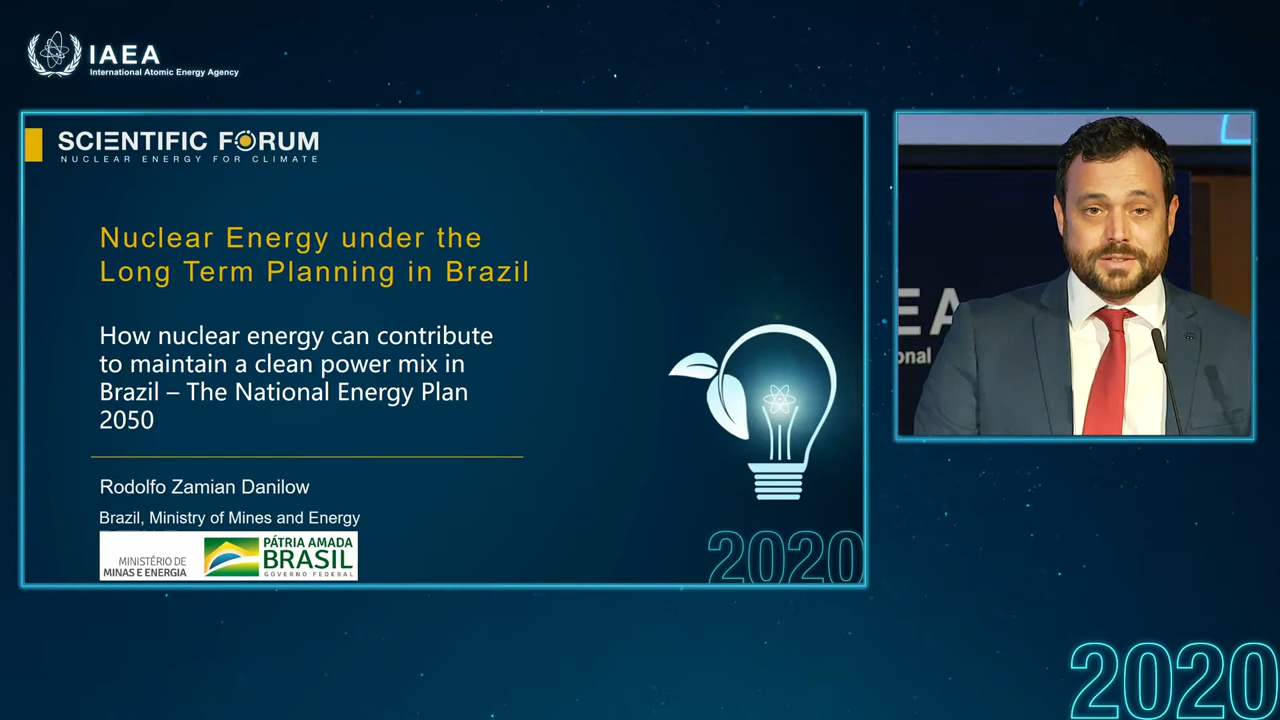 IAEA
International Atomic Energy Agency
SCIENTIFIC FORUM
NUCLEAR ENERGY FOR CLIMATE
Nuclear Energy under the
Long Term Planning in Brazil
How nuclear energy can contribute
to maintain a clean power mix in
Brazil – The National Energy Plan
2050
Rodolfo Zamian Danilow
Brazil, Ministry of Mines and Energy
MINISTÉRIO DE
MINAS E ENERGIA
PÁTRIA AMADA
BRASIL
GOVERNO FEDERAL
2020
EA
onal
2020